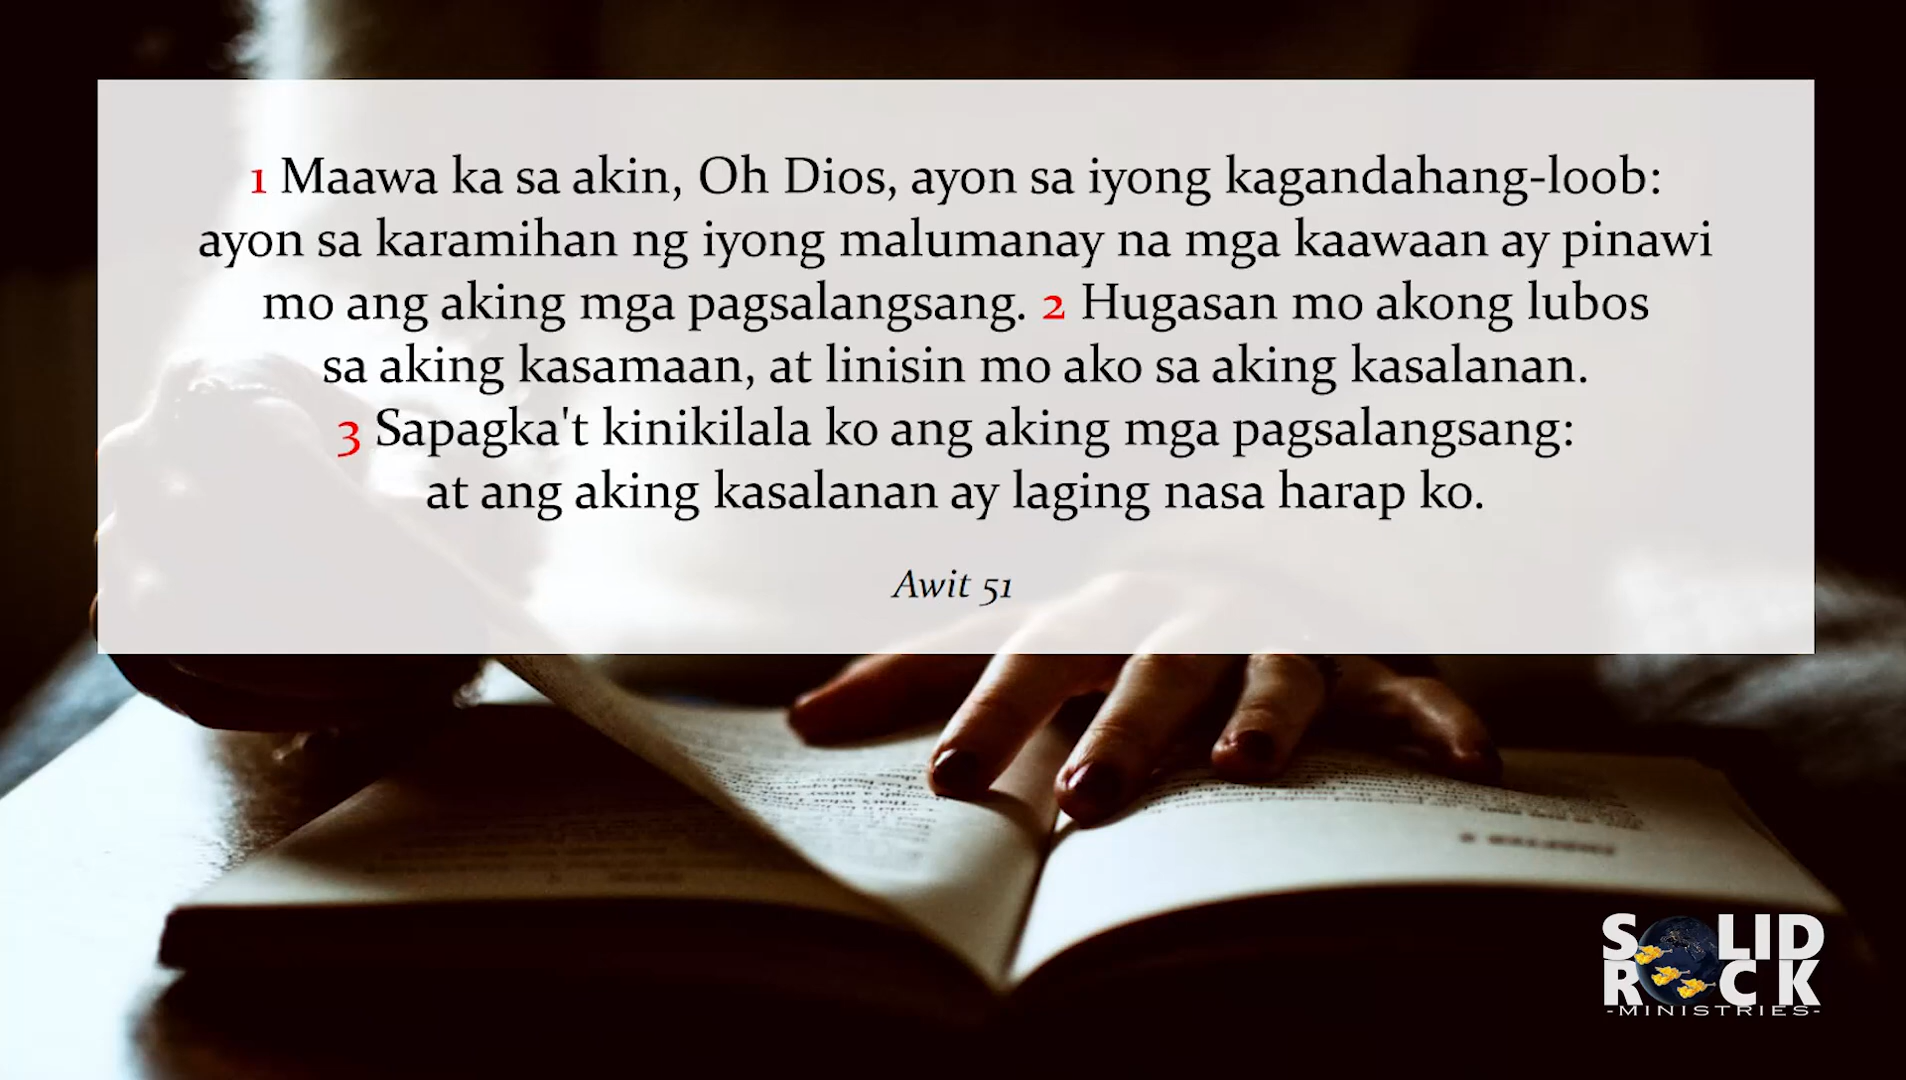 1 Maawa ka sa akin, Oh Dios, ayon sa iyong kagandahang-loob:
ayon sa karamihan ng iyong malumanay na mga kaawaan ay pinawi
mo ang aking mga pagsalangsang. 2 Hugasan mo akong lubos
sa aking kasamaan, at linisin mo ako sa aking kasalanan.
3 Sapagka't kinikilala ko ang aking mga pagsalangsang:
at ang aking kasalanan ay laging nasa harap ko.
Awit 51
SOLID
ROCK
-MINISTRIES-